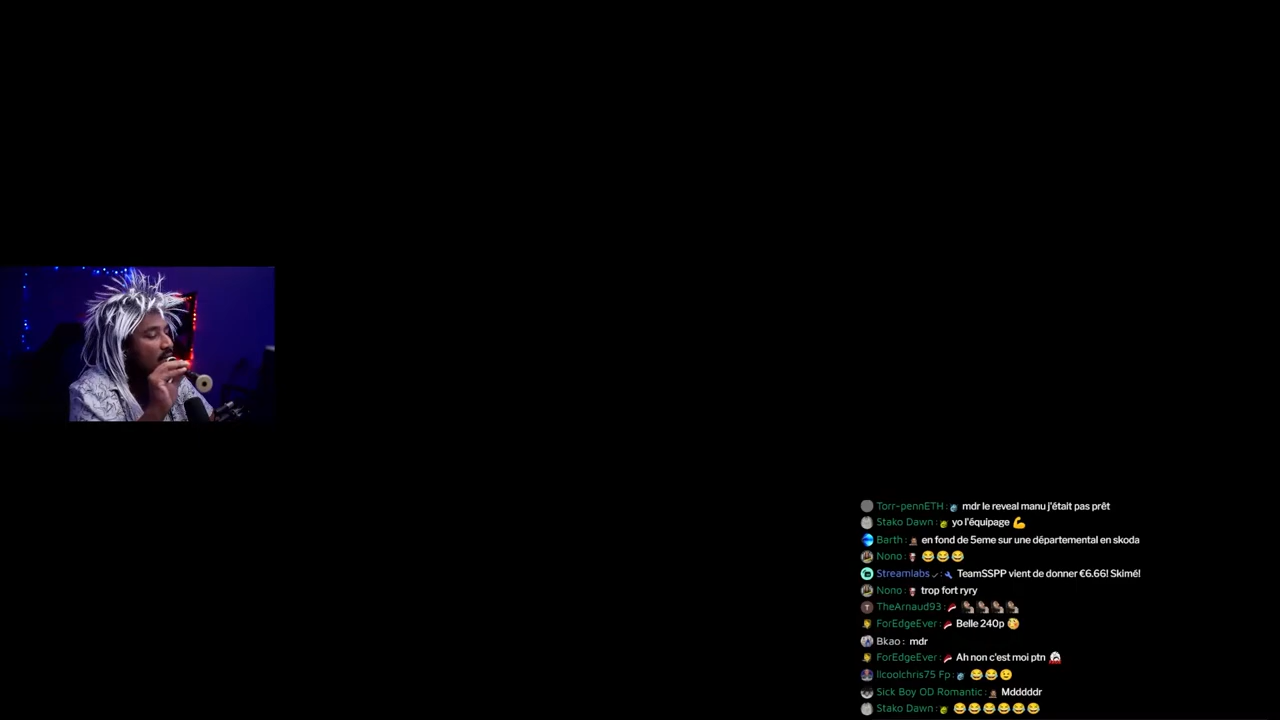 Torr-pennETH : mdr le reveal manu j'était pas prêt
Stako Dawn : yo l'équipage 💪
Barth : en fond de 5eme sur une départemental en skoda
Nono : 😂😂😂
Streamlabs : TeamSSPP vient de donner €6.66! Skimé!
Nono : trop fort ryry
TheArnaud93 :
ForEdgeEver : Belle 240p
Bkao : mdr
ForEdgeEver : Ah non c'est moi ptn
llcoolchris75 Fp : 😂😂😉
Sick Boy OD Romantic : Mdddddr
Stako Dawn : 😂😂😂😂😂😂